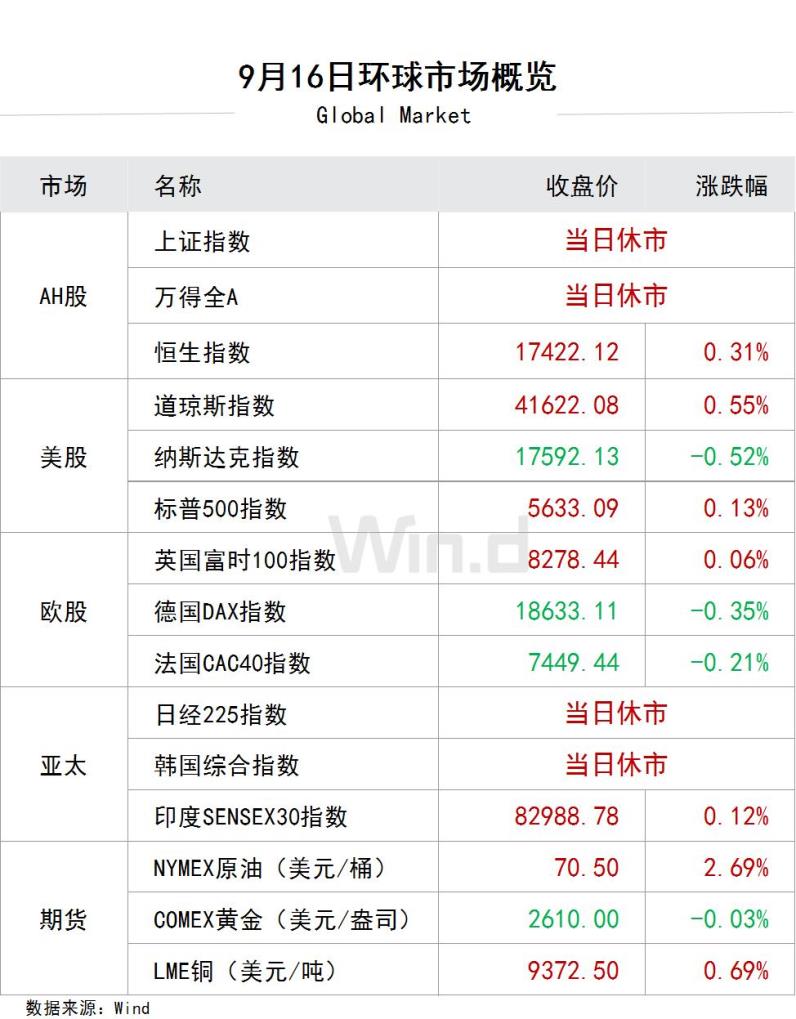 9月16日环球市场概览
Global Market
市场 名称 收盘价 涨跌幅
AH股
上证指数 当日休市
万得全A 当日休市
恒生指数 17422.12 0.31%
美股
道琼斯指数 41622.08 0.55%
纳斯达克指数 17592.13 -0.52%
标普500指数 5633.09 0.13%
欧股
英国富时100指数 8278.44 0.06%
德国DAX指数 18633.11 -0.35%
法国CAC40指数 7449.44 -0.21%
亚太
日经225指数 当日休市
韩国综合指数 当日休市
印度SENSEX30指数 82988.78 0.12%
期货
NYMEX原油（美元/桶） 70.50 2.69%
COMEX黄金（美元/盎司） 2610.00 -0.03%
LME铜（美元/吨） 9372.50 0.69%
Win.d
数据来源：Wind